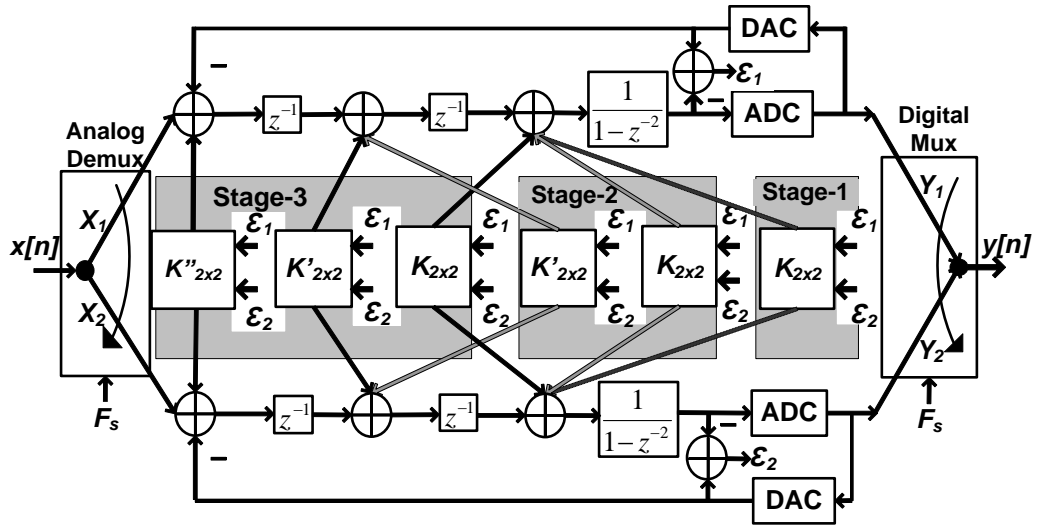 DAC
ε1
z⁻¹
z⁻¹
1
1−z⁻²
ADC
Analog
Demux
Digital
Mux
Stage-3
Stage-2
Stage-1
X1
X2
x[n]
K''2x2
ε1
ε2
K'2x2
ε1
ε2
K2x2
ε1
ε2
K'2x2
ε1
ε2
K2x2
ε1
ε2
K2x2
ε1
ε2
Y1
Y2
y[n]
Fs
Fs
z⁻¹
z⁻¹
1
1−z⁻²
ADC
ε2
DAC